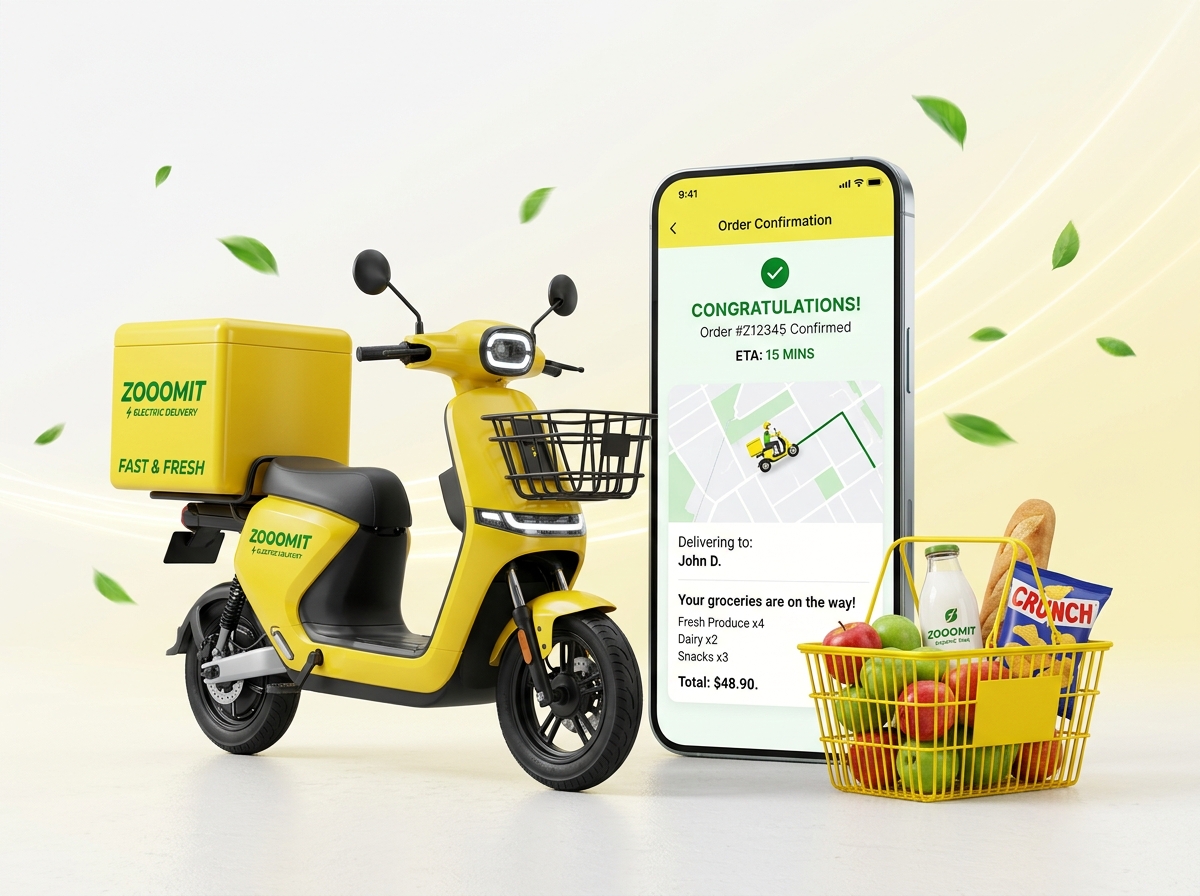 ZOOOMIT
ELECTRIC DELIVERY
FAST & FRESH
ZOOOMIT
9:41
Order Confirmation
CONGRATULATIONS!
Order #Z12345 Confirmed
ETA: 15 MINS
Delivering to:
John D.
Your groceries are on the way!
Fresh Produce x4
Dairy x2
Snacks x3
Total: $48.90.
ZOOOMIT
CRUNCH